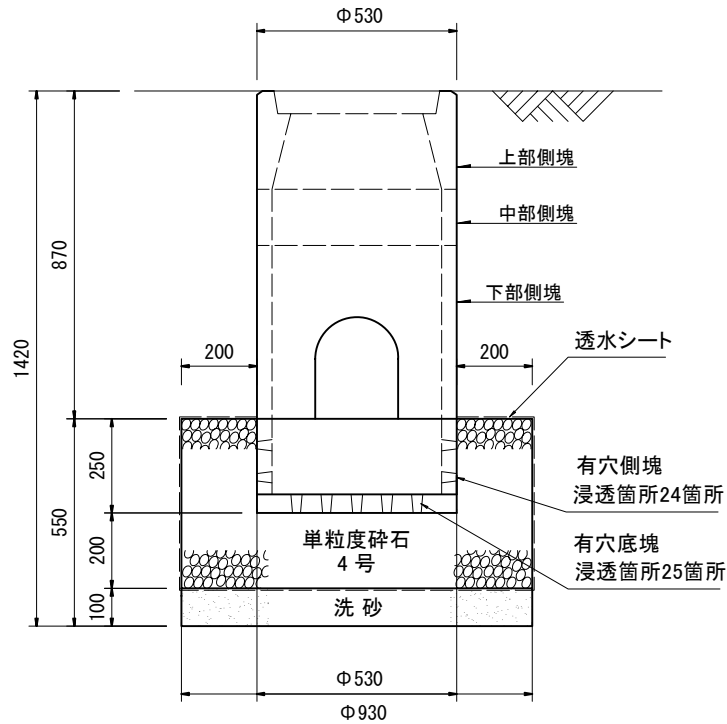 Φ530
上部側塊
中部側塊
870
下部側塊
1420
200
200
透水シート
250
有穴側塊
浸透箇所24箇所
550
200
単粒度砕石
4 号
有穴底塊
浸透箇所25箇所
100
洗 砂
Φ530
Φ930